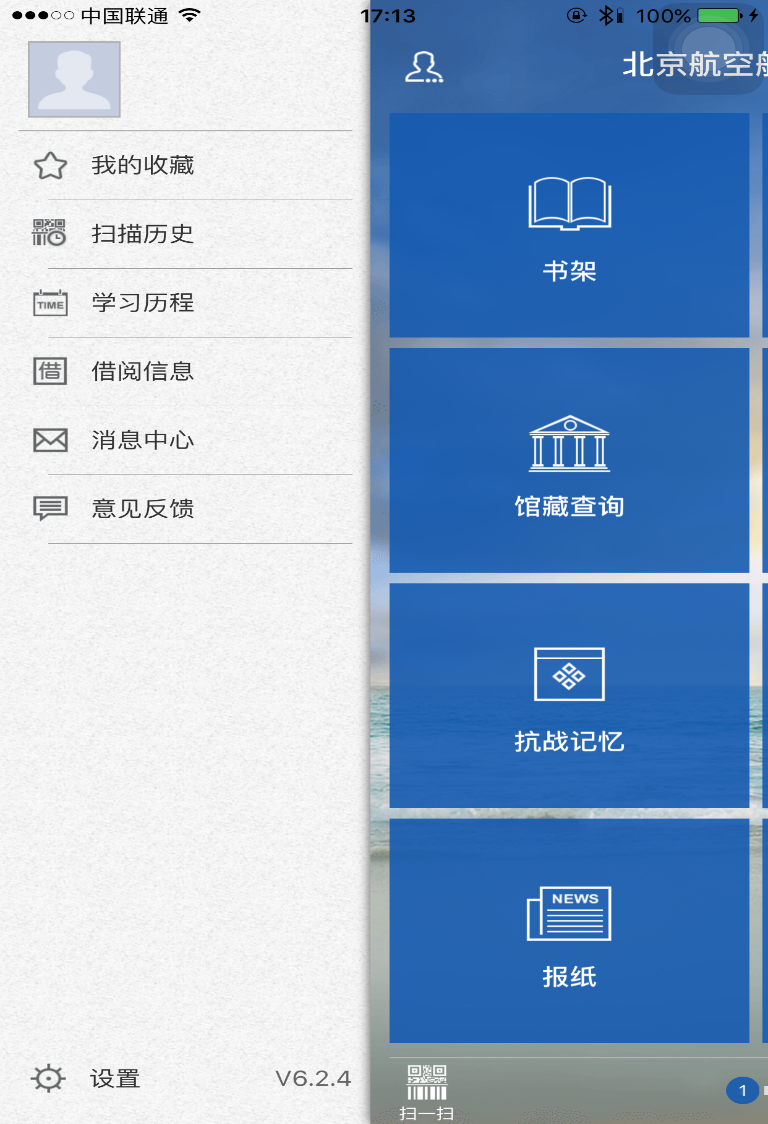 中国联通
17:13
100%
北京航空
我的收藏
扫描历史
学习历程
TIME
借
借阅信息
消息中心
意见反馈
设置
V6.2.4
书架
馆藏查询
抗战记忆
NEWS
报纸
扫一扫
1